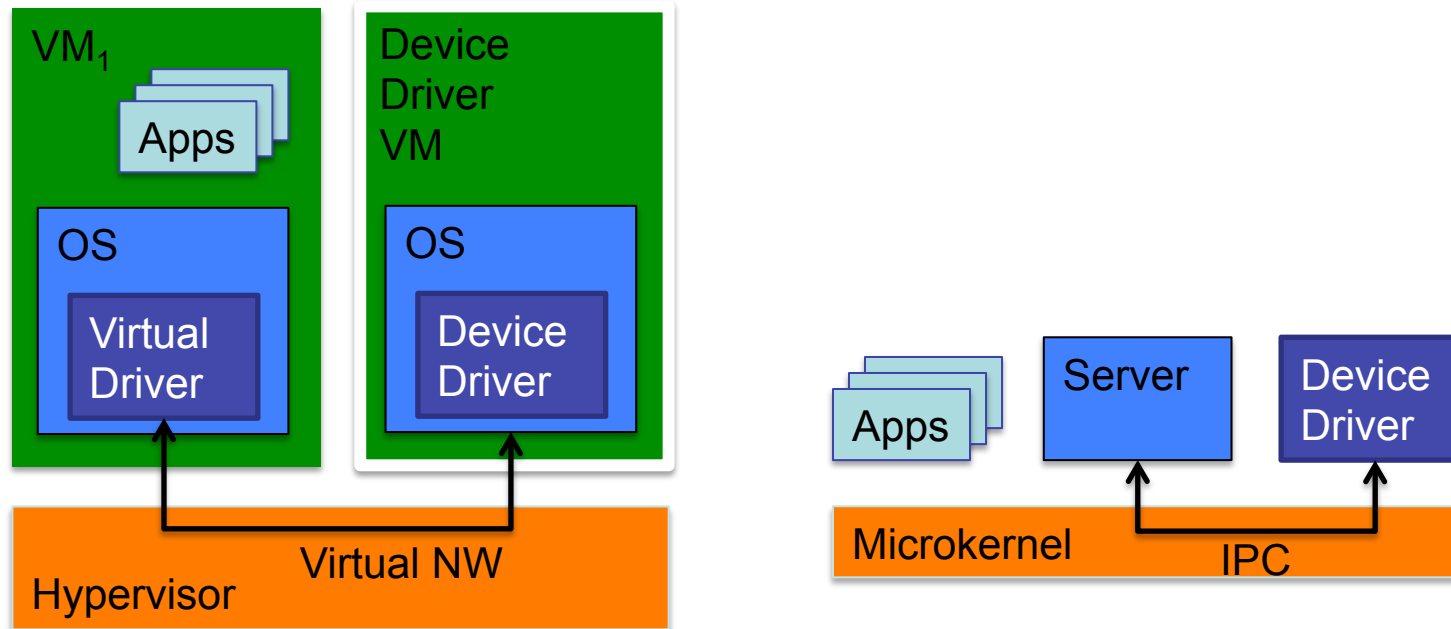 VM₁
Apps
OS
Virtual
Driver
Device
Driver
VM
OS
Device
Driver
Virtual NW
Hypervisor
Apps
Server
Device
Driver
Microkernel
IPC